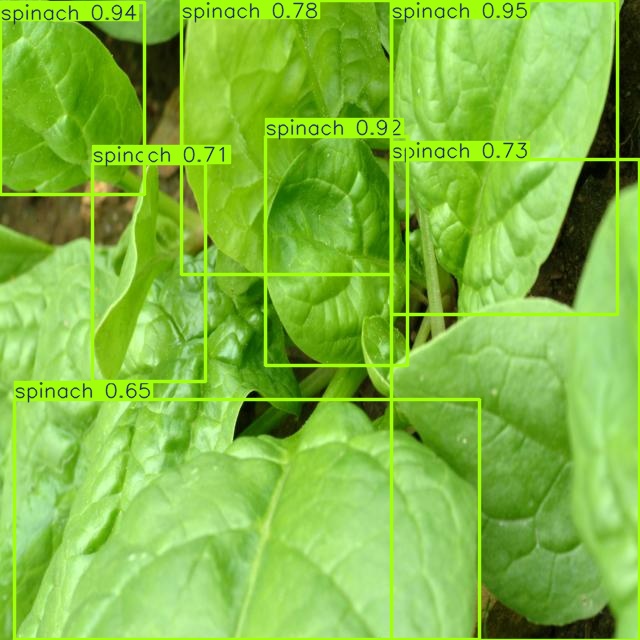 spinach 0.94
spinach 0.78
spinach 0.95
spinach 0.92
spinach 0.71
spinach 0.73
spinach 0.65